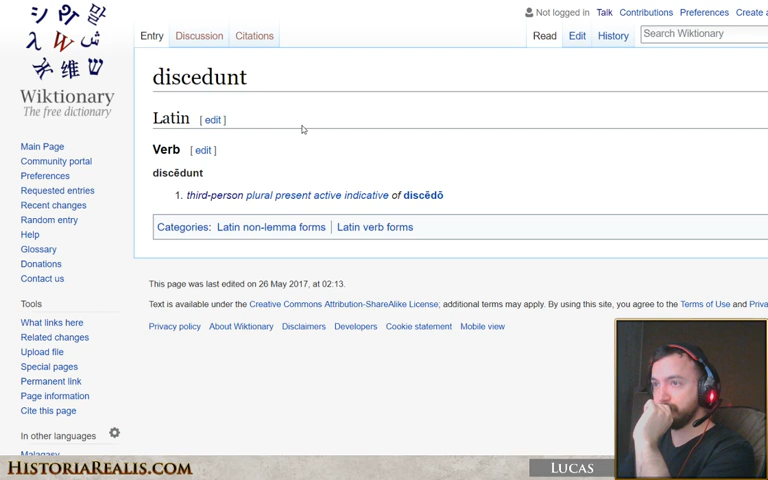 Not logged in Talk Contributions Preferences Create
Entry Discussion Citations Read Edit History Search Wiktionary
シ 말
λ W ش
维 ש
Wiktionary
The free dictionary
discedunt
Latin [ edit ]
Verb [ edit ]
discēdunt
1. third-person plural present active indicative of discēdō
Categories: Latin non-lemma forms | Latin verb forms
Main Page
Community portal
Preferences
Requested entries
Recent changes
Random entry
Help
Glossary
Donations
Contact us
Tools
What links here
Related changes
Upload file
Special pages
Permanent link
Page information
Cite this page
In other languages
Malagasy
This page was last edited on 26 May 2017, at 02:13.
Text is available under the Creative Commons Attribution-ShareAlike License; additional terms may apply. By using this site, you agree to the Terms of Use and Priva
Privacy policy About Wiktionary Disclaimers Developers Cookie statement Mobile view
HISTORIAREALIS.COM
LUCAS